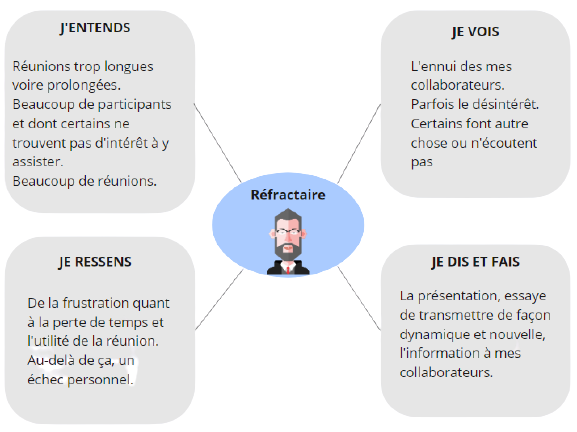 J'ENTENDS
Réunions trop longues
voire prolongées.
Beaucoup de participants
et dont certains ne
trouvent pas d'intérêt à y
assister.
Beaucoup de réunions.
JE VOIS
L'ennui des mes
collaborateurs.
Parfois le désintérêt.
Certains font autre
chose ou n'écoutent
pas
Réfractaire
JE RESSENS
De la frustration quant
à la perte de temps et
l'utilité de la réunion.
Au-delà de ça, un
échec personnel.
JE DIS ET FAIS
La présentation, essaye
de transmettre de façon
dynamique et nouvelle,
l'information à mes
collaborateurs.